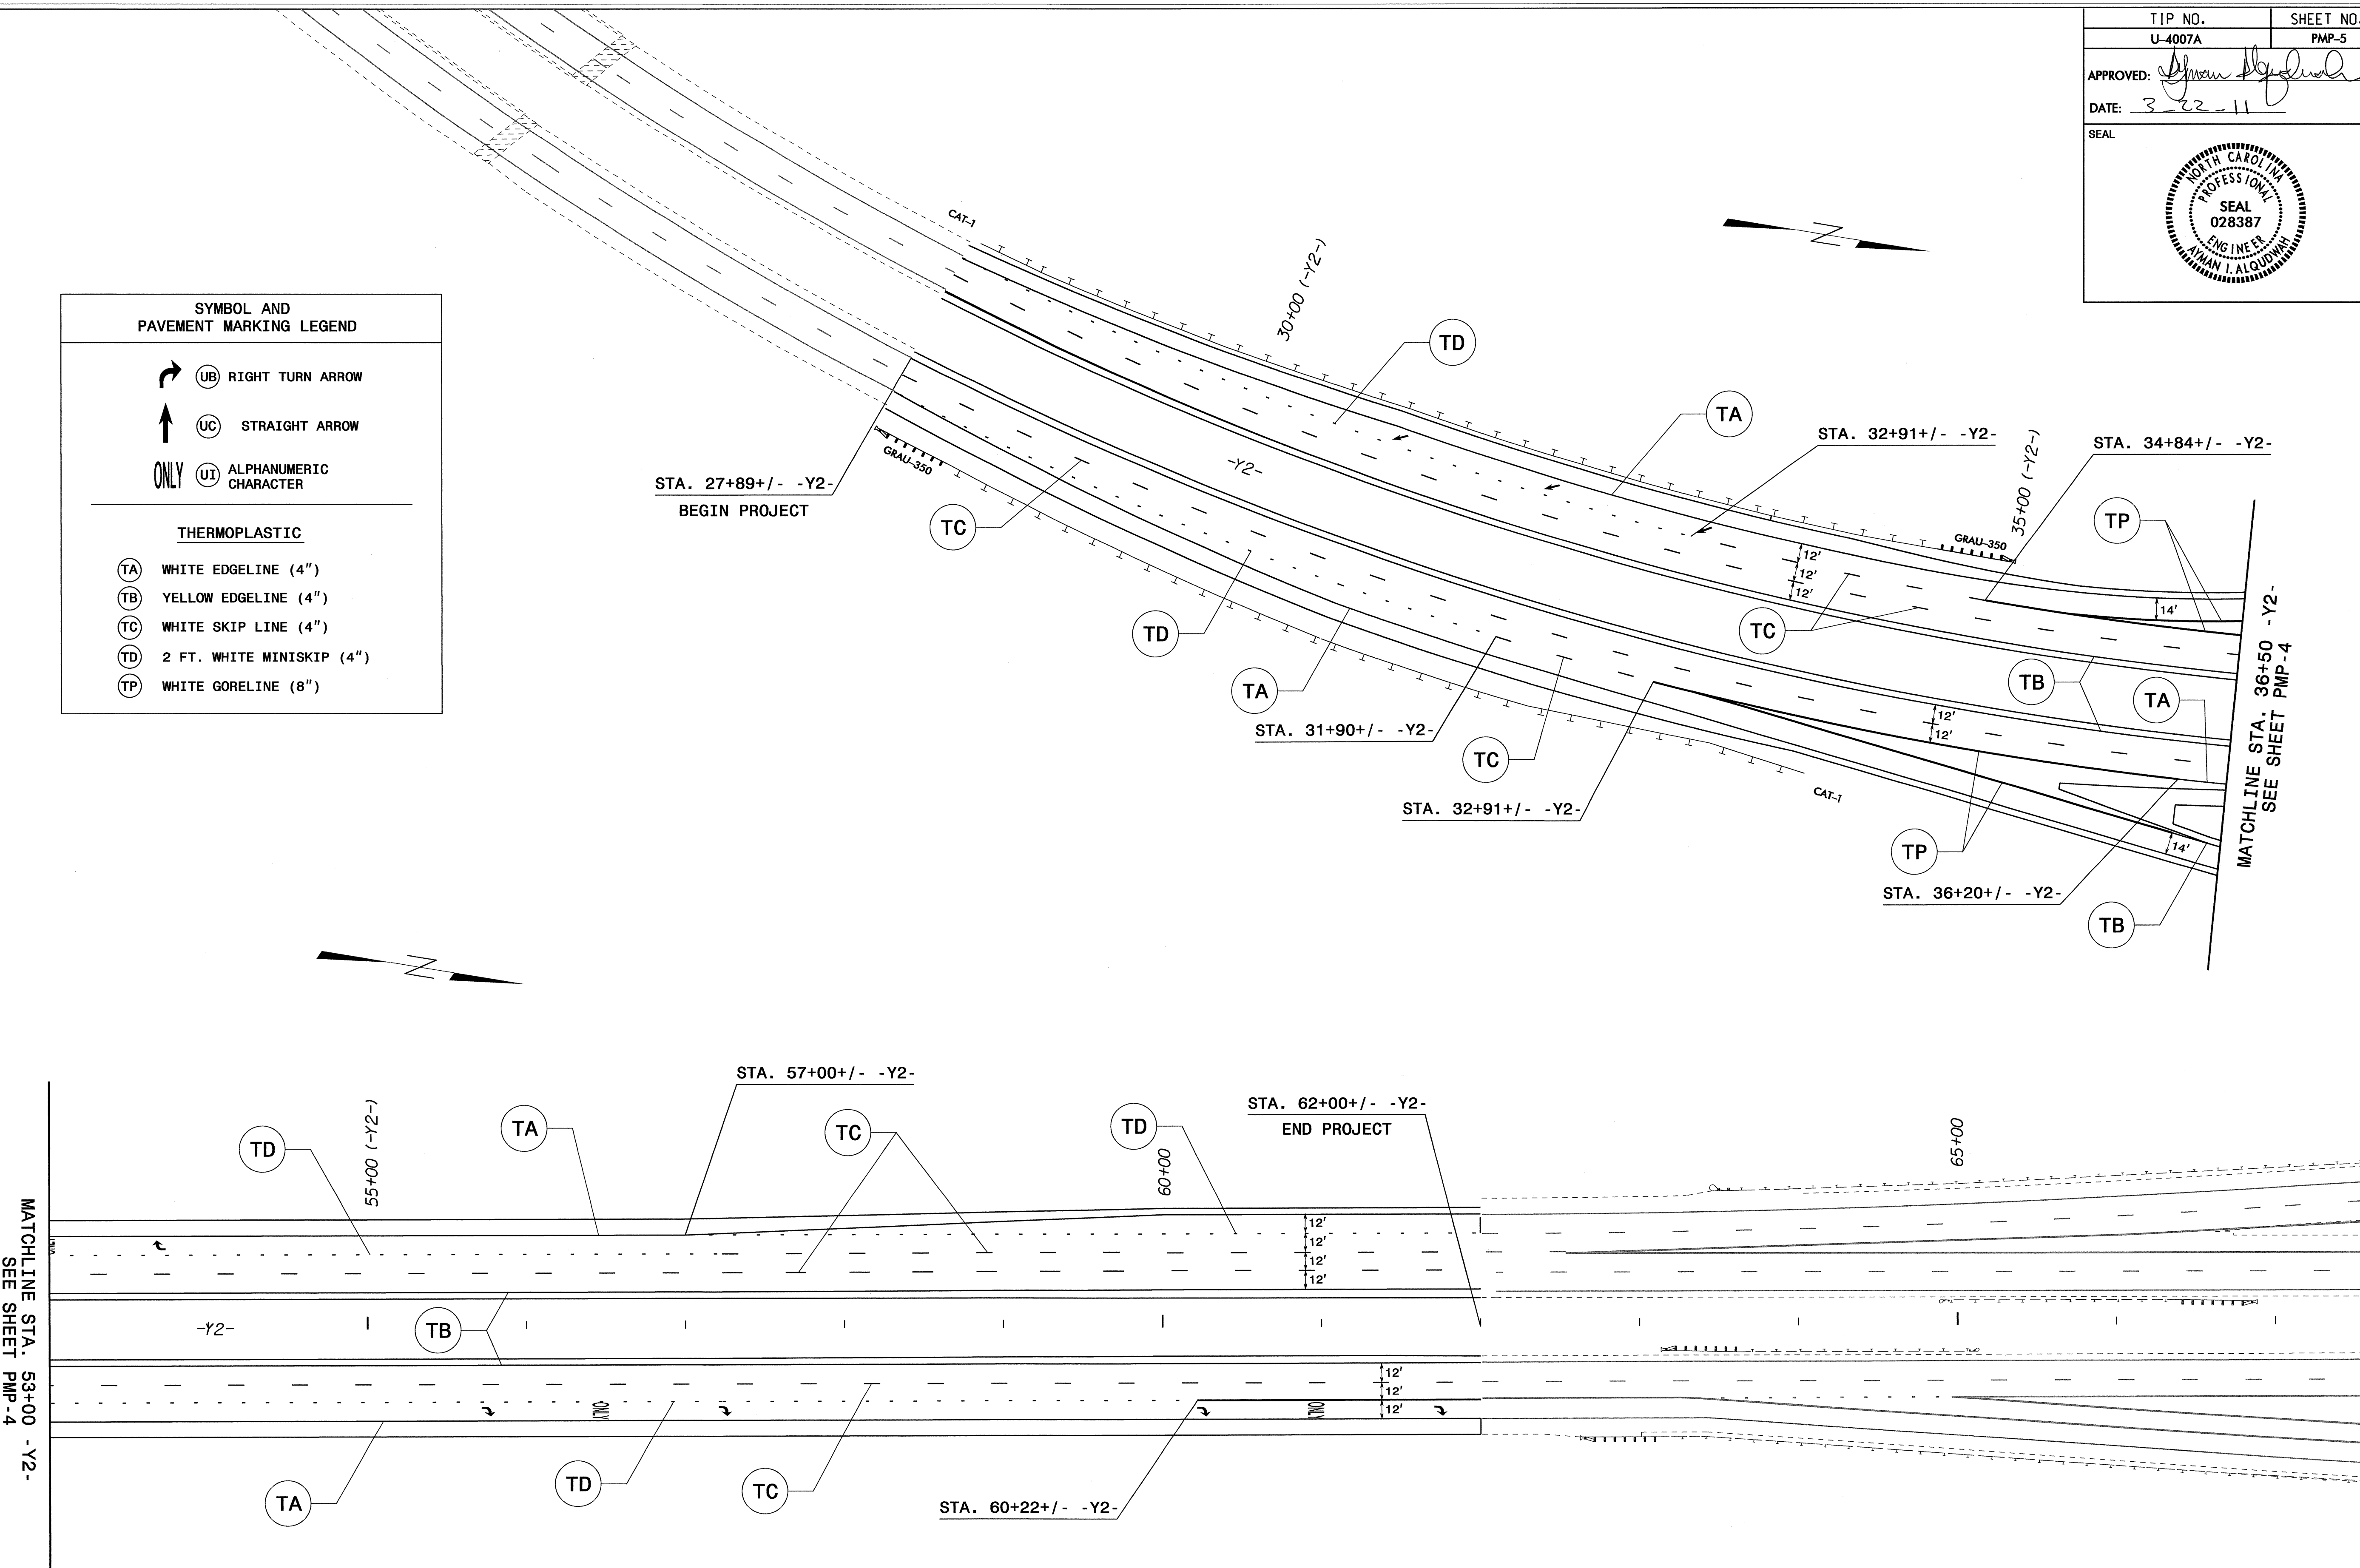 TIP NO. SHEET NO.
U-4007A PMP-5
APPROVED:
DATE: 3-22-11
SEAL
NORTH CAROLINA
PROFESSIONAL
SEAL
028387
ENGINEER
AYMAN I. ALQUDWAH
SYMBOL AND
PAVEMENT MARKING LEGEND
UB RIGHT TURN ARROW
UC STRAIGHT ARROW
ONLY UI ALPHANUMERIC
CHARACTER
THERMOPLASTIC
TA WHITE EDGELINE (4")
TB YELLOW EDGELINE (4")
TC WHITE SKIP LINE (4")
TD 2 FT. WHITE MINISKIP (4")
TP WHITE GORELINE (8")
CAT-1
Z
30+00 (-Y2-)
TD
TA
STA. 32+91+/- -Y2-
35+00 (-Y2-)
STA. 34+84+/- -Y2-
TP
GRAU-350
-Y2-
GRAU-350
STA. 27+89+/- -Y2-
BEGIN PROJECT
TC
TD
TA
12'
12'
12'
TC
14'
TB
TA
12'
12'
STA. 31+90+/- -Y2-
TC
STA. 32+91+/- -Y2-
CAT-1
TP
14'
STA. 36+20+/- -Y2-
TB
MATCHLINE STA. 36+50 -Y2-
SEE SHEET PMP-4
Z
STA. 57+00+/- -Y2-
TD
55+00 (-Y2-)
TA
TC
TD
60+00
STA. 62+00+/- -Y2-
END PROJECT
65+00
12'
12'
12'
12'
-Y2-
TB
12'
12'
12'
ONLY
ONLY
TA
TD
TC
STA. 60+22+/- -Y2-
MATCHLINE STA. 53+00 -Y2-
SEE SHEET PMP-4